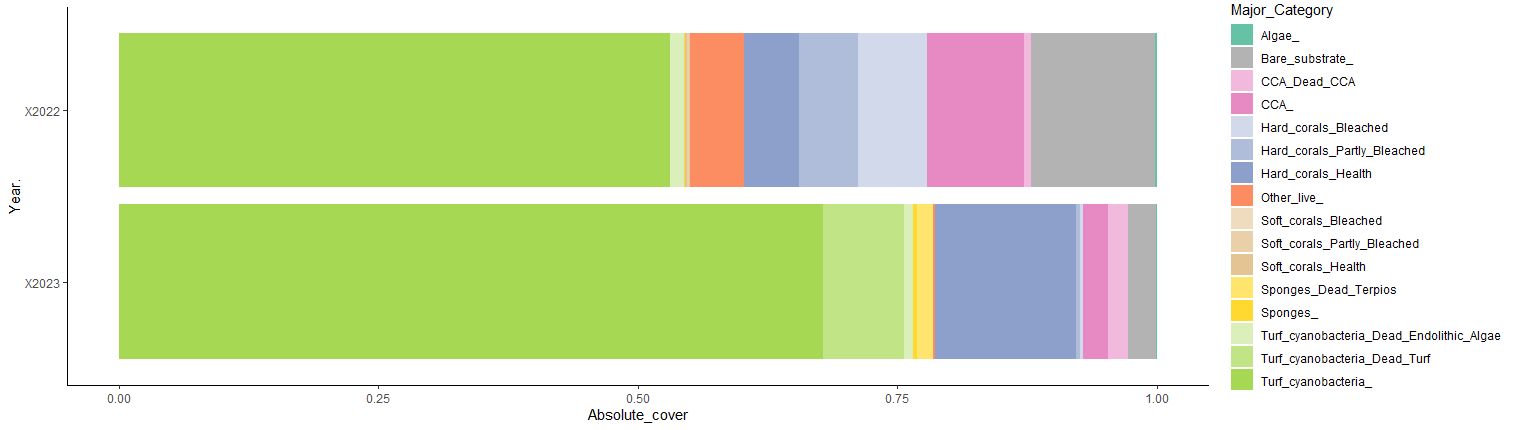 Major_Category
Algae_
Bare_substrate_
CCA_Dead_CCA
CCA_
Hard_corals_Bleached
Hard_corals_Partly_Bleached
Hard_corals_Health
Other_live_
Soft_corals_Bleached
Soft_corals_Partly_Bleached
Soft_corals_Health
Sponges_Dead_Terpios
Sponges_
Turf_cyanobacteria_Dead_Endolithic_Algae
Turf_cyanobacteria_Dead_Turf
Turf_cyanobacteria_
Year.
X2022
X2023
0.00 0.25 0.50 0.75 1.00
Absolute_cover